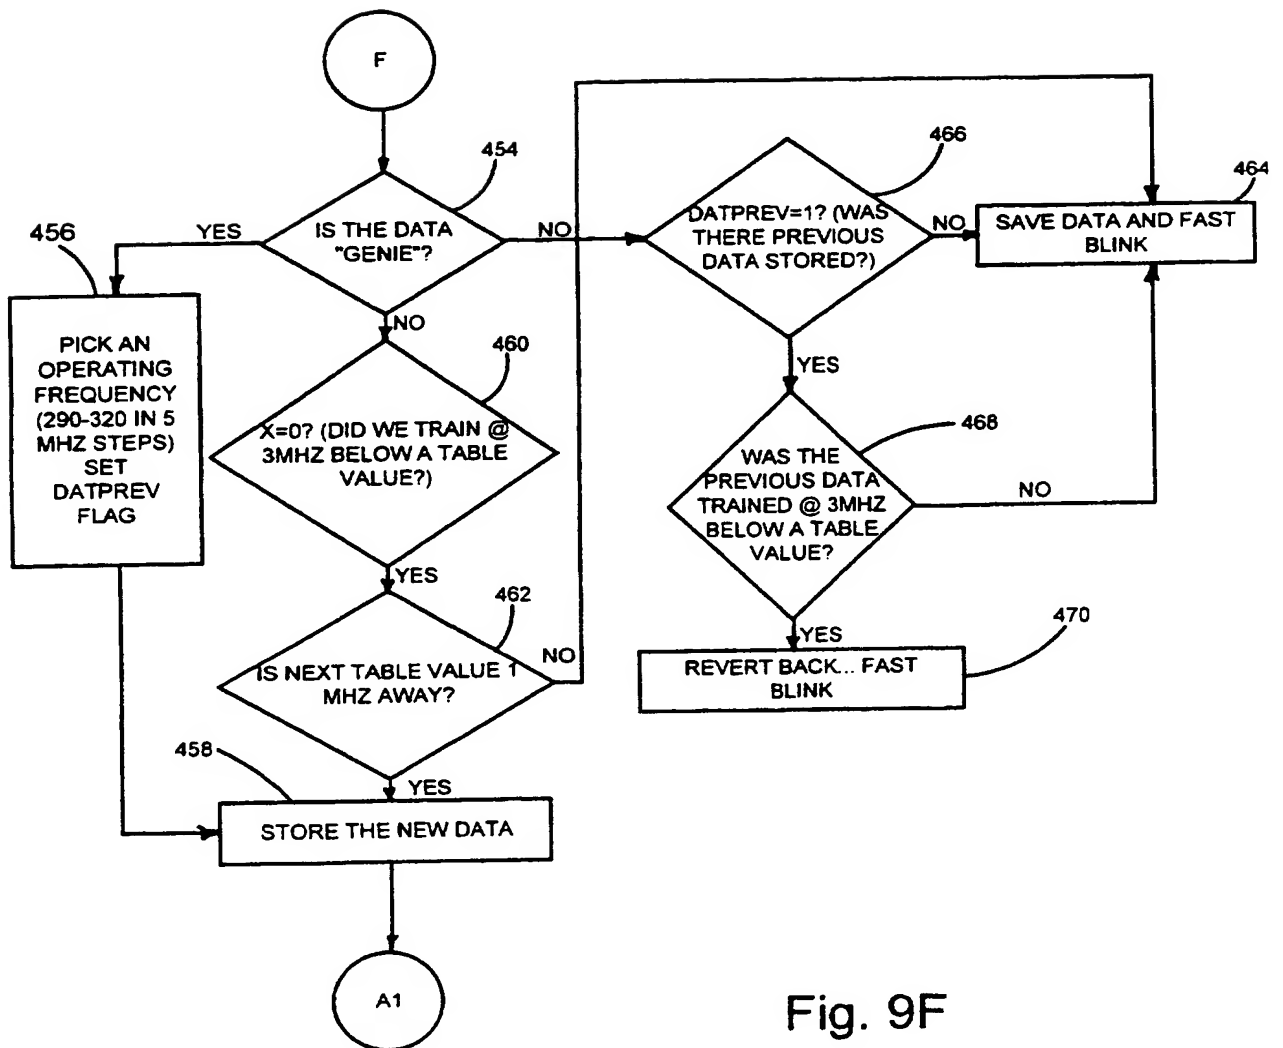 F
454
IS THE DATA
"GENIE"?
YES
NO
NO
456
PICK AN
OPERATING
FREQUENCY
(290-320 IN 5
MHZ STEPS)
SET
DATPREV
FLAG
460
X=0? (DID WE TRAIN @
3MHZ BELOW A TABLE
VALUE?)
YES
462
IS NEXT TABLE VALUE 1
MHZ AWAY?
NO
YES
458
STORE THE NEW DATA
A1
466
DATPREV=1? (WAS
THERE PREVIOUS
DATA STORED?)
NO
YES
464
SAVE DATA AND FAST
BLINK
468
WAS THE
PREVIOUS DATA
TRAINED @ 3MHZ
BELOW A TABLE
VALUE?
NO
YES
470
REVERT BACK... FAST
BLINK
Fig. 9F